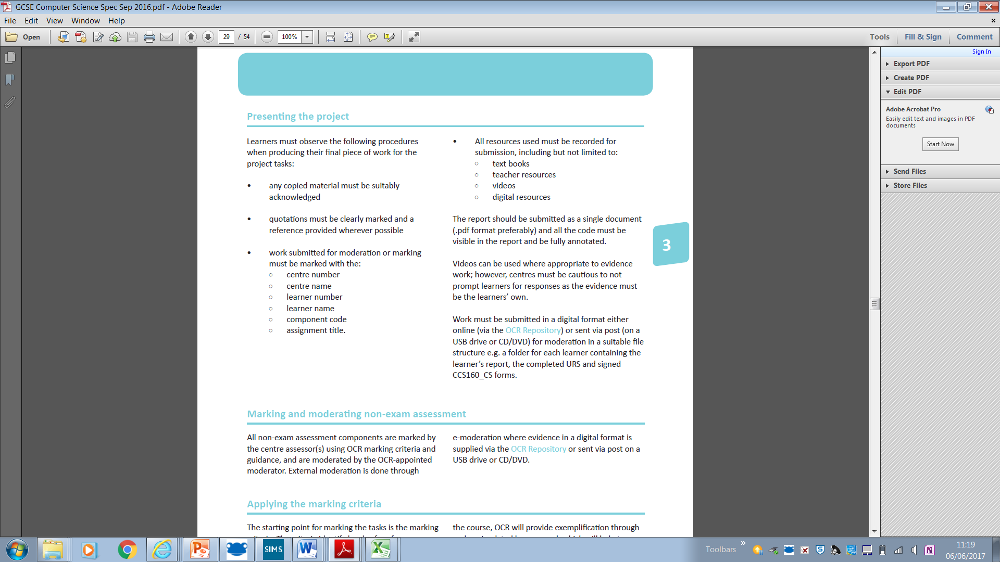 GCSE Computer Science Spec Sep 2016.pdf - Adobe Reader
File Edit View Window Help
Open 29 / 54 100% Tools Fill & Sign Comment
Sign In
Export PDF
Create PDF
Edit PDF
Adobe Acrobat Pro
Easily edit text and images in PDF
documents
Start Now
Send Files
Store Files
Presenting the project
Learners must observe the following procedures
when producing their final piece of work for the
project tasks:
• any copied material must be suitably
acknowledged
• quotations must be clearly marked and a
reference provided wherever possible
• work submitted for moderation or marking
must be marked with the:
○ centre number
○ centre name
○ learner number
○ learner name
○ component code
○ assignment title.
• All resources used must be recorded for
submission, including but not limited to:
○ text books
○ teacher resources
○ videos
○ digital resources
The report should be submitted as a single document
(.pdf format preferably) and all the code must be
visible in the report and be fully annotated.
Videos can be used where appropriate to evidence
work; however, centres must be cautious to not
prompt learners for responses as the evidence must
be the learners’ own.
Work must be submitted in a digital format either
online (via the OCR Repository) or sent via post (on a
USB drive or CD/DVD) for moderation in a suitable file
structure e.g. a folder for each learner containing the
learner’s report, the completed URS and signed
CCS160_CS forms.
3
Marking and moderating non-exam assessment
All non-exam assessment components are marked by
the centre assessor(s) using OCR marking criteria and
guidance, and are moderated by the OCR-appointed
moderator. External moderation is done through
e-moderation where evidence in a digital format is
supplied via the OCR Repository or sent via post on a
USB drive or CD/DVD.
Applying the marking criteria
The starting point for marking the tasks is the marking
the course, OCR will provide exemplification through
SIMS
Toolbars
11:19
06/06/2017